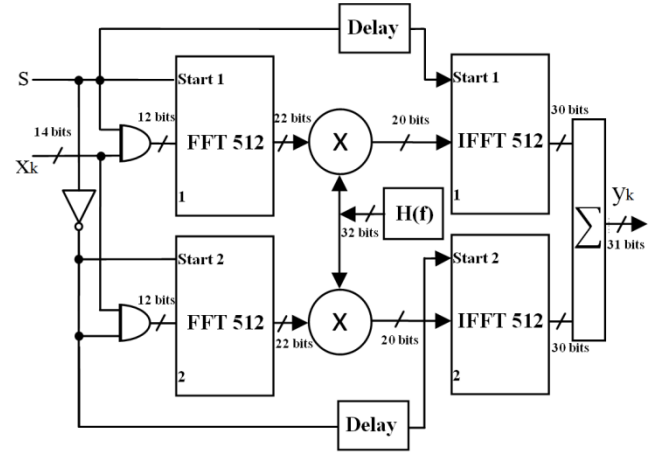 Delay
S
Start 1
Start 1
12 bits
22 bits
20 bits
30 bits
14 bits
FFT 512
X
IFFT 512
Xk
1
1
yk
H(f)
32 bits
∑
31 bits
Start 2
Start 2
12 bits
FFT 512
X
IFFT 512
22 bits
20 bits
30 bits
2
2
Delay